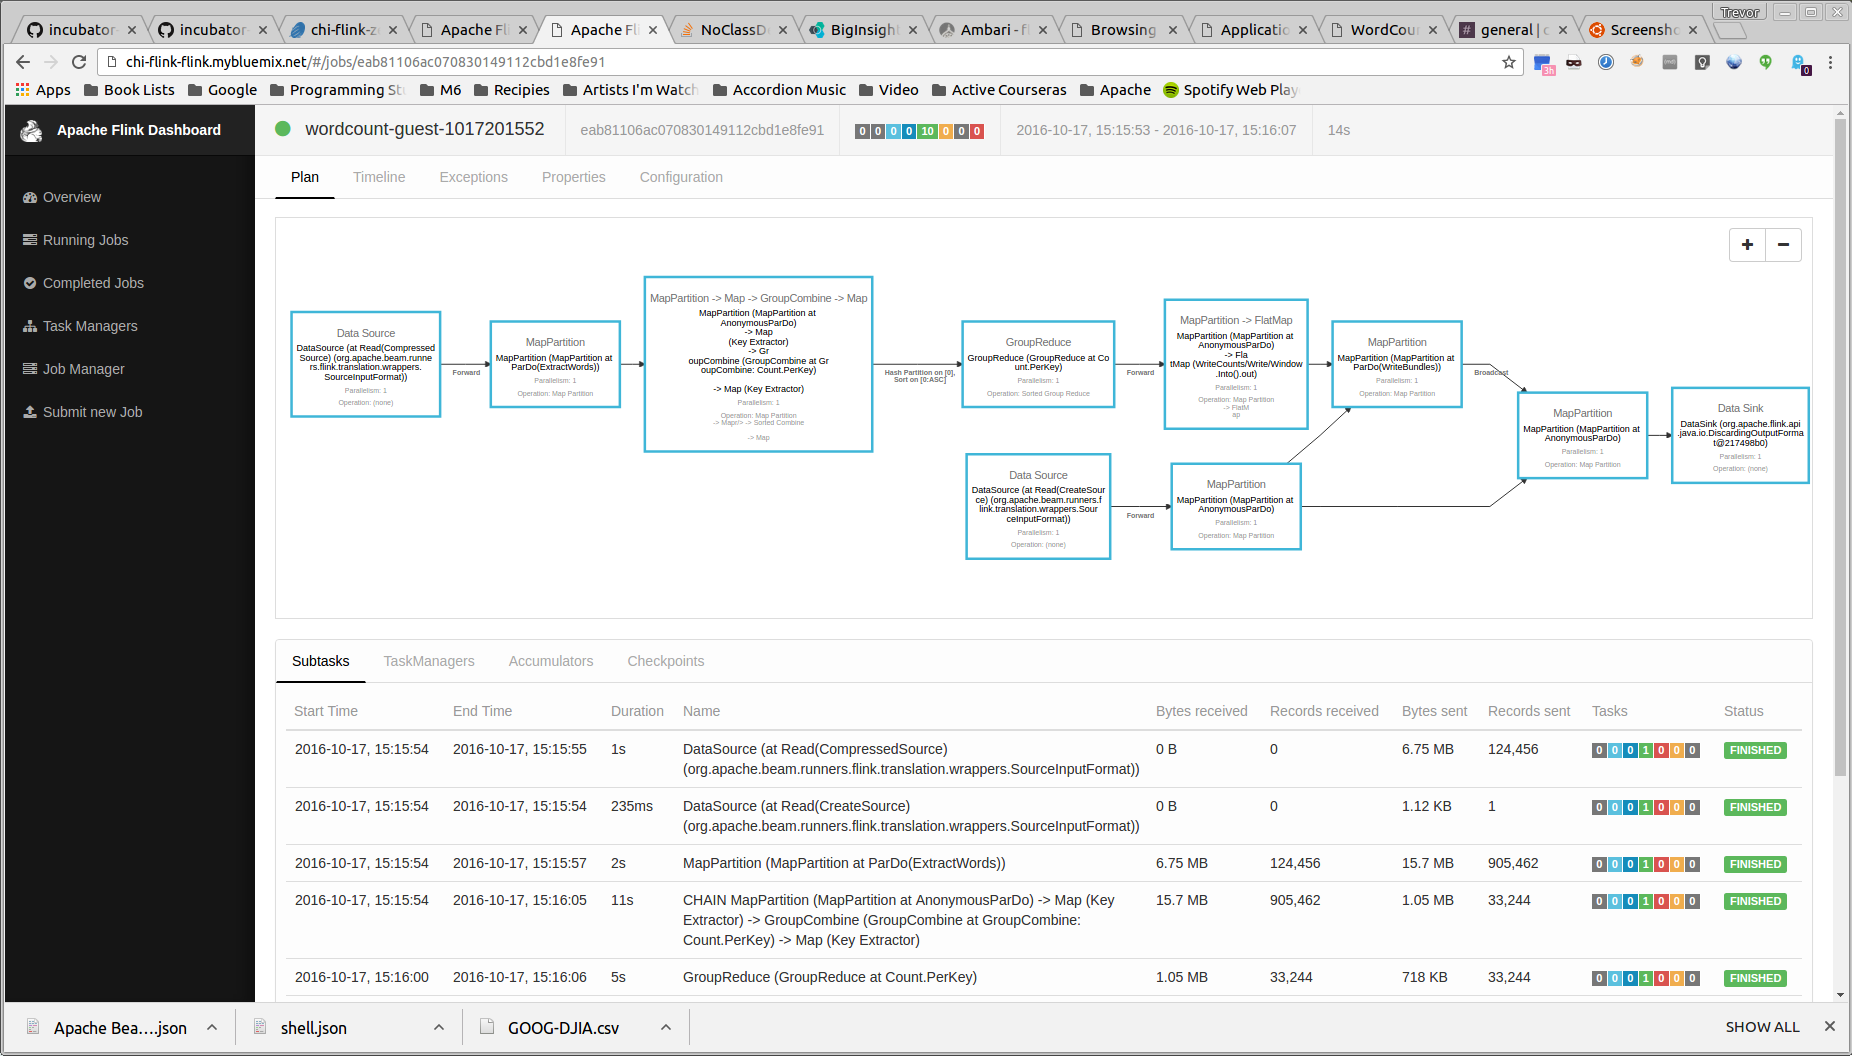 Trevor
incubator-
incubator-
chi-flink-z
Apache Fl
Apache Fli
NoClassD
BigInsigh
Ambari - f
Browsing
Applicatio
WordCou
general | c
Screensho
chi-flink-flink.mybluemix.net/#/jobs/eab81106ac070830149112cbd1e8fe91
3h
0
Apps
Book Lists
Google
Programming Stu
M6
Recipies
Artists I'm Watch
Accordion Music
Video
Active Courseras
Apache
Spotify Web Play
Apache Flink Dashboard
Overview
Running Jobs
Completed Jobs
Task Managers
Job Manager
Submit new Job
wordcount-guest-1017201552
eab81106ac070830149112cbd1e8fe91
0 0 0 0 10 0 0 0
2016-10-17, 15:15:53 - 2016-10-17, 15:16:07
14s
Plan
Timeline
Exceptions
Properties
Configuration
+ −
Data Source
DataSource (at Read(Compressed
Source) (org.apache.beam.runne
rs.flink.translation.wrappers.
SourceInputFormat))
Parallelism: 1
Operation: (none)
Forward
MapPartition
MapPartition (MapPartition at
ParDo(ExtractWords))
Parallelism: 1
Operation: Map Partition
MapPartition -> Map -> GroupCombine -> Map
MapPartition (MapPartition at
AnonymousParDo)
-> Map
(Key Extractor)
-> Gr
oupCombine (GroupCombine at Gr
oupCombine: Count.PerKey)
-> Map (Key Extractor)
Parallelism: 1
Operation: Map Partition
-> Map/> -> Sorted Combine
-> Map
Hash Partition on [0],
Sort on [0:ASC]
GroupReduce
GroupReduce (GroupReduce at Co
unt.PerKey)
Parallelism: 1
Operation: Sorted Group Reduce
Forward
MapPartition -> FlatMap
MapPartition (MapPartition at
AnonymousParDo)
-> Fla
tMap (WriteCounts/Write/Window
.Into().out)
Parallelism: 1
Operation: Map Partition
-> FlatM
ap
MapPartition
MapPartition (MapPartition at
ParDo(WriteBundles))
Parallelism: 1
Operation: Map Partition
Broadcast
MapPartition
MapPartition (MapPartition at
AnonymousParDo)
Parallelism: 1
Operation: Map Partition
Data Sink
DataSink (org.apache.flink.api
.java.io.DiscardingOutputForma
t@217498b0)
Parallelism: 1
Operation: (none)
Data Source
DataSource (at Read(CreateSour
ce) (org.apache.beam.runners.f
link.translation.wrappers.Sour
ceInputFormat))
Parallelism: 1
Operation: (none)
Forward
MapPartition
MapPartition (MapPartition at
AnonymousParDo)
Parallelism: 1
Operation: Map Partition
Subtasks
TaskManagers
Accumulators
Checkpoints
Start Time End Time Duration Name Bytes received Records received Bytes sent Records sent Tasks Status
2016-10-17, 15:15:54 2016-10-17, 15:15:55 1s DataSource (at Read(CompressedSource) 0 B 0 6.75 MB 124,456 0 0 0 1 0 0 0 FINISHED
(org.apache.beam.runners.flink.translation.wrappers.SourceInputFormat))
2016-10-17, 15:15:54 2016-10-17, 15:15:54 235ms DataSource (at Read(CreateSource) 0 B 0 1.12 KB 1 0 0 0 1 0 0 0 FINISHED
(org.apache.beam.runners.flink.translation.wrappers.SourceInputFormat))
2016-10-17, 15:15:54 2016-10-17, 15:15:57 2s MapPartition (MapPartition at ParDo(ExtractWords)) 6.75 MB 124,456 15.7 MB 905,462 0 0 0 1 0 0 0 FINISHED
2016-10-17, 15:15:54 2016-10-17, 15:16:05 11s CHAIN MapPartition (MapPartition at AnonymousParDo) -> Map (Key 15.7 MB 905,462 1.05 MB 33,244 0 0 0 1 0 0 0 FINISHED
Extractor) -> GroupCombine (GroupCombine at GroupCombine:
Count.PerKey) -> Map (Key Extractor)
2016-10-17, 15:16:00 2016-10-17, 15:16:06 5s GroupReduce (GroupReduce at Count.PerKey) 1.05 MB 33,244 718 KB 33,244 0 0 0 1 0 0 0 FINISHED
Apache Bea....json
shell.json
GOOG-DJIA.csv
SHOW ALL